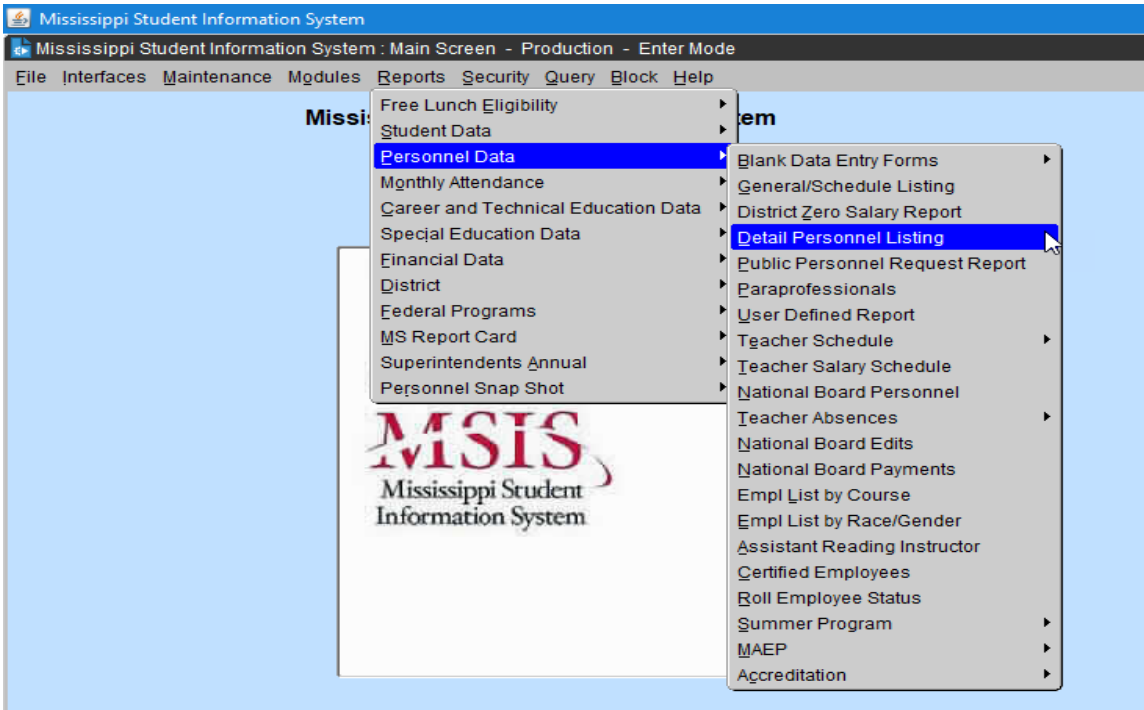 Mississippi Student Information System
Mississippi Student Information System : Main Screen - Production - Enter Mode
File Interfaces Maintenance Modules Reports Security Query Block Help
Missi
tem
Free Lunch Eligibility
Student Data
Personnel Data
Monthly Attendance
Career and Technical Education Data
Special Education Data
Financial Data
District
Federal Programs
MS Report Card
Superintendents Annual
Personnel Snap Shot
Blank Data Entry Forms
General/Schedule Listing
District Zero Salary Report
Detail Personnel Listing
Public Personnel Request Report
Paraprofessionals
User Defined Report
Teacher Schedule
Teacher Salary Schedule
National Board Personnel
Teacher Absences
National Board Edits
National Board Payments
Empl List by Course
Empl List by Race/Gender
Assistant Reading Instructor
Certified Employees
Roll Employee Status
Summer Program
MAEP
Accreditation
MSIS
Mississippi Student
Information System